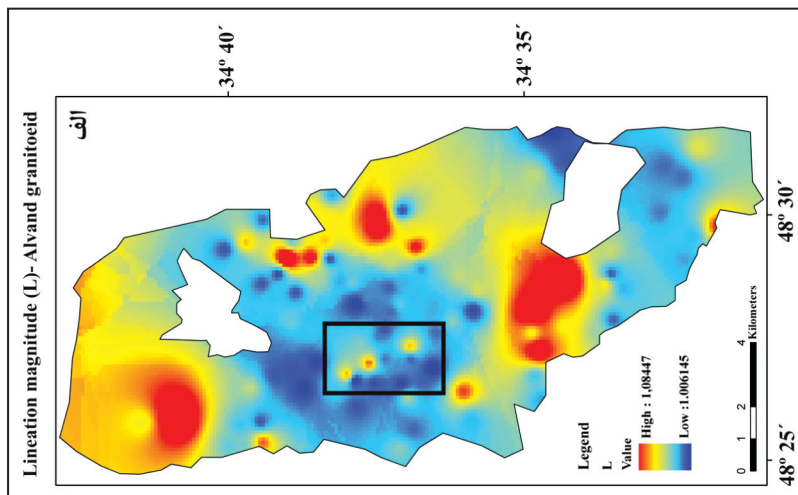 Lineation magnitude (L)- Alvand granitoeid
الف
34° 40´
34° 35´
48° 30´
48° 25´
Legend
L
Value
High : 1.08447
Low :1.006145
0 1 2 4
Kilometers